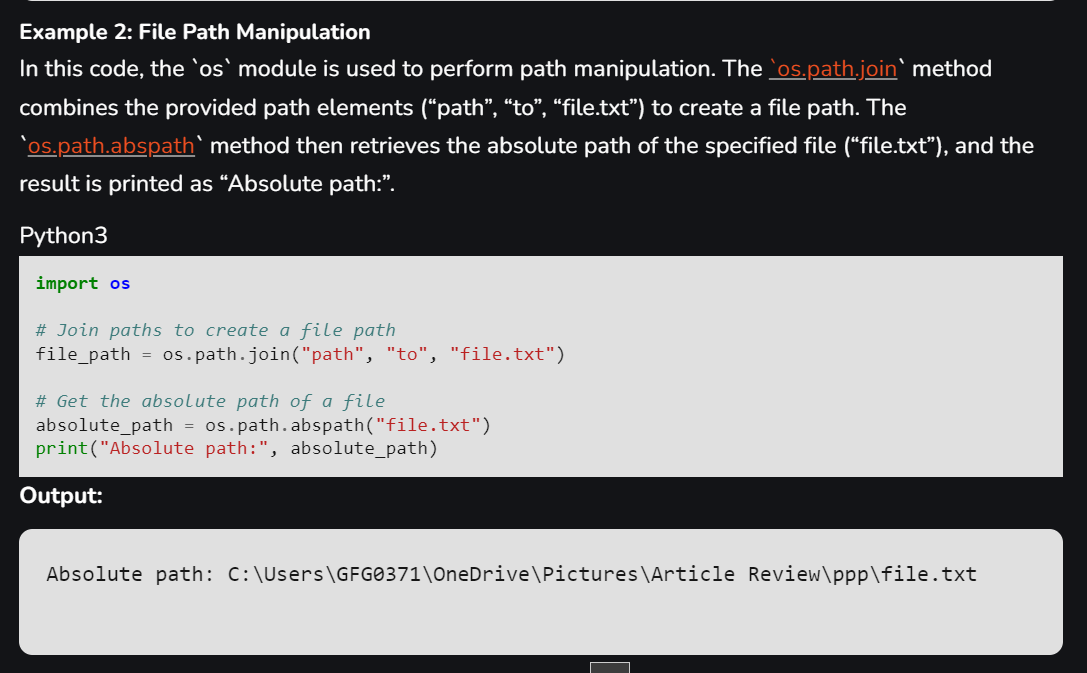 Example 2: File Path Manipulation
In this code, the `os` module is used to perform path manipulation. The `os.path.join` method
combines the provided path elements (“path”, “to”, “file.txt”) to create a file path. The
`os.path.abspath` method then retrieves the absolute path of the specified file (“file.txt”), and the
result is printed as “Absolute path:”.
Python3
import os
# Join paths to create a file path
file_path = os.path.join("path", "to", "file.txt")
# Get the absolute path of a file
absolute_path = os.path.abspath("file.txt")
print("Absolute path:", absolute_path)
Output:
Absolute path: C:\Users\GFG0371\OneDrive\Pictures\Article Review\ppp\file.txt